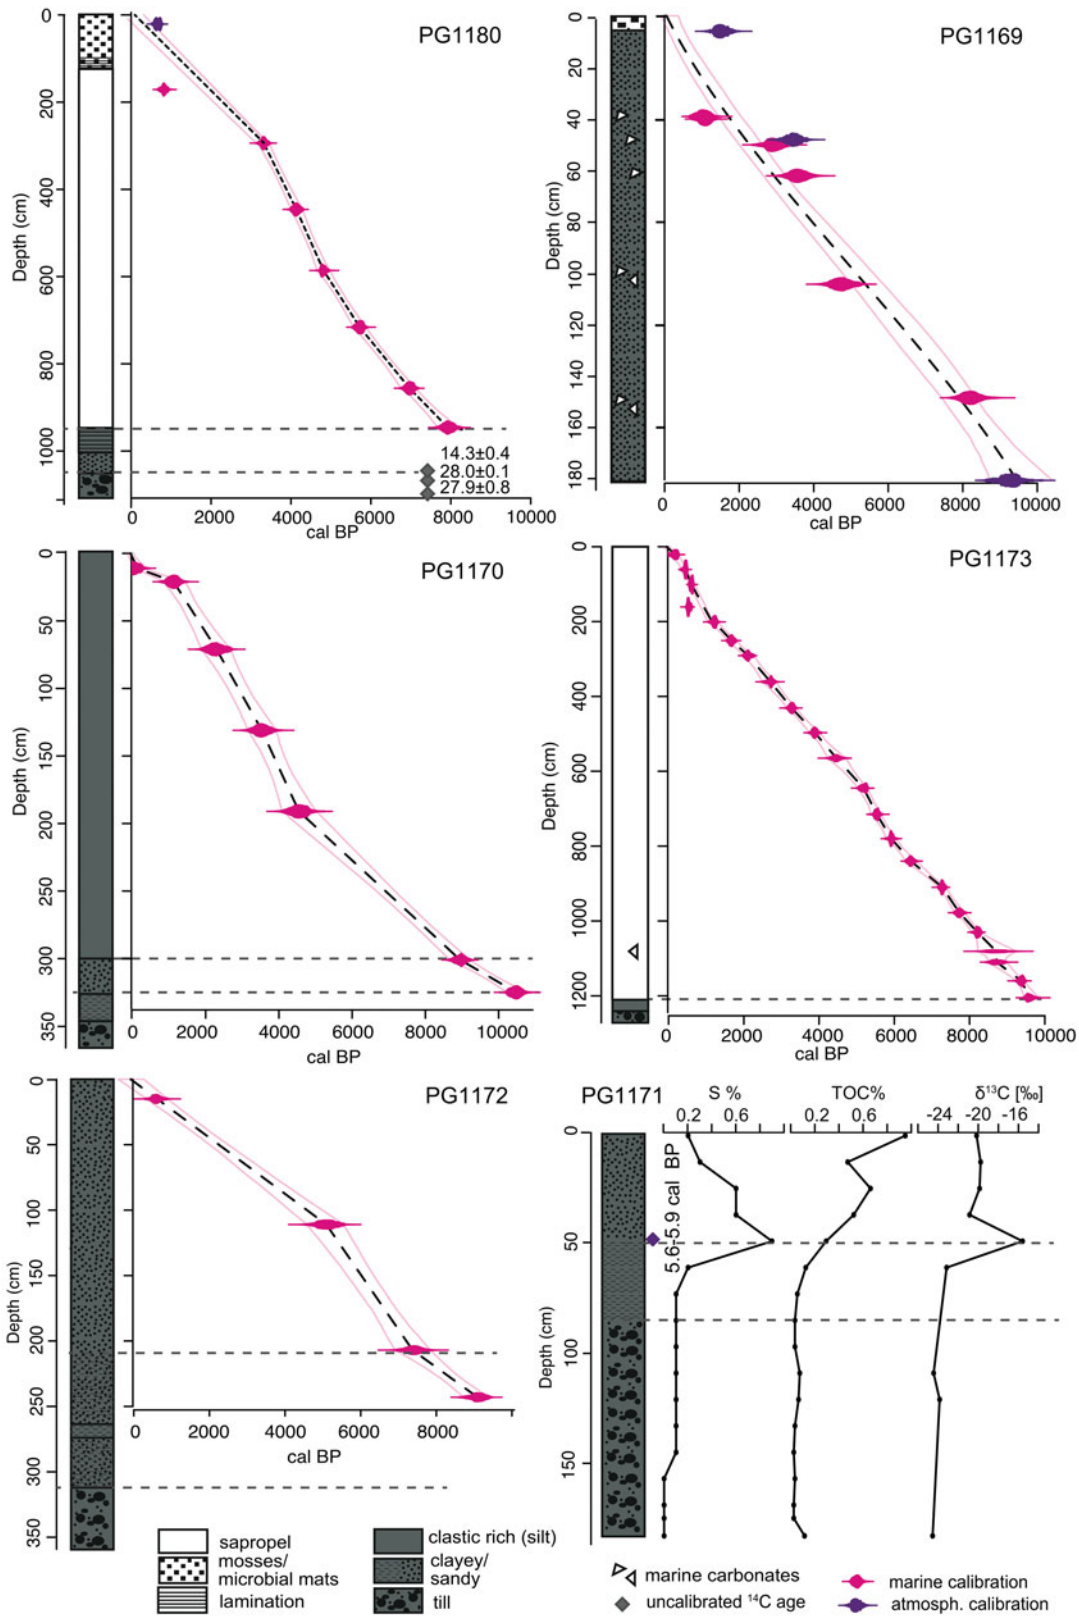 PG1180
0
200
400
600
800
1000
Depth (cm)
14.3±0.4
28.0±0.1
27.9±0.8
0 2000 4000 6000 8000 10000
cal BP
PG1169
0
20
40
60
80
100
120
140
160
180
Depth (cm)
0 2000 4000 6000 8000 10000
cal BP
PG1170
0
50
100
150
200
250
300
350
Depth (cm)
0 2000 4000 6000 8000 10000
cal BP
PG1173
0
200
400
600
800
1000
1200
Depth (cm)
0 2000 4000 6000 8000 10000
cal BP
PG1172
0
50
100
150
200
250
300
350
Depth (cm)
0 2000 4000 6000 8000
cal BP
PG1171
S % TOC% δ¹³C [‰]
0.2 0.6 0.2 0.6 -24 -20 -16
0
50
100
150
Depth (cm)
5.6-5.9 cal BP
sapropel
mosses/
microbial mats
lamination
clastic rich (silt)
clayey/
sandy
till
marine carbonates
uncalibrated ¹⁴C age
marine calibration
atmosph. calibration